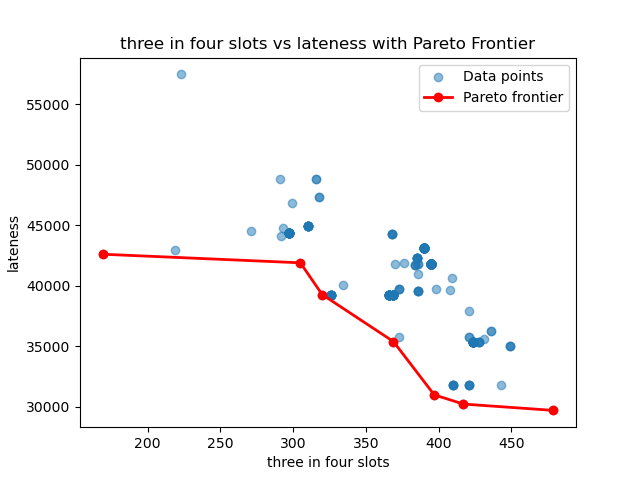 three in four slots vs lateness with Pareto Frontier
Data points
Pareto frontier
55000
50000
45000
40000
35000
30000
lateness
200 250 300 350 400 450
three in four slots